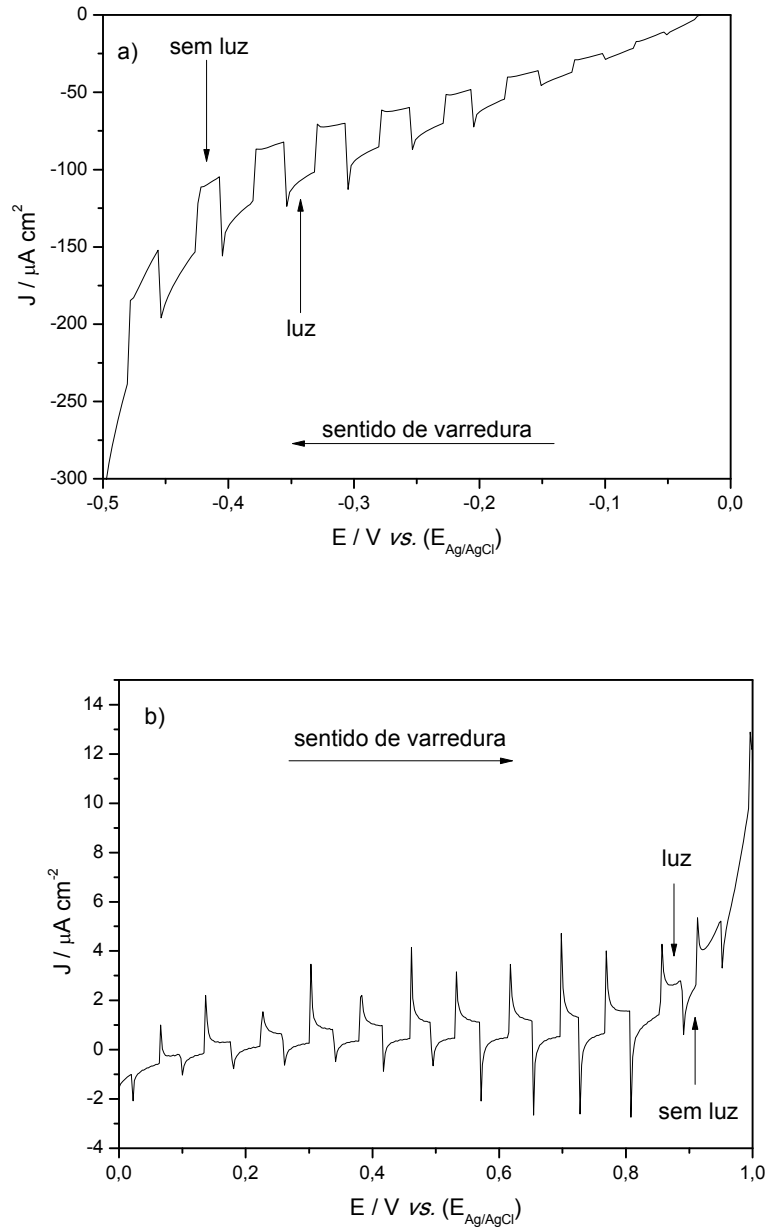 a)
sem luz
luz
sentido de varredura
J / μA cm²
0
-50
-100
-150
-200
-250
-300
-0,5
-0,4
-0,3
-0,2
-0,1
0,0
E / V vs. (E_Ag/AgCl)
b)
sentido de varredura
luz
sem luz
J / μA cm⁻²
14
12
10
8
6
4
2
0
-2
-4
0,0
0,2
0,4
0,6
0,8
1,0
E / V vs. (E_Ag/AgCl)